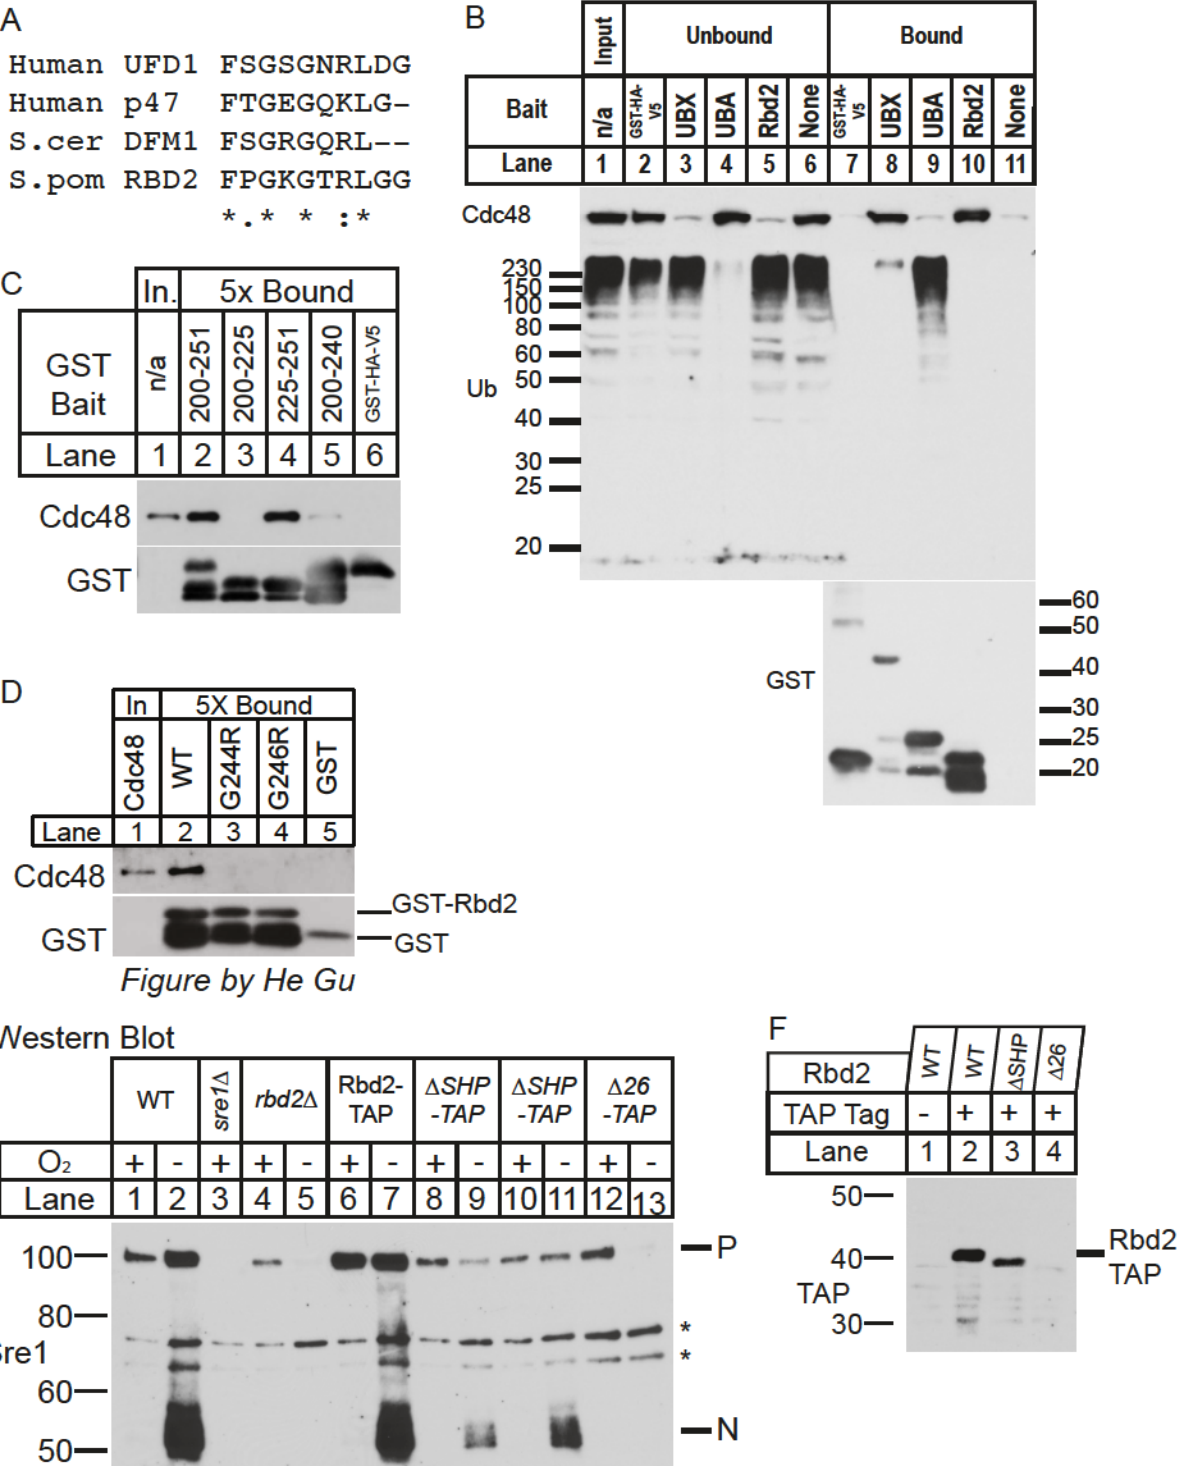 A
Human UFD1 FSGSGNRLDG
Human p47 FTGEGQKLG-
S.cer DFM1 FSGRGQRL--
S.pom RBD2 FPGKGTRLGG
*.* * :*
B
Input Unbound Bound
Bait n/a GST-HA-V5 UBX UBA Rbd2 None GST-HA-V5 UBX UBA Rbd2 None
Lane 1 2 3 4 5 6 7 8 9 10 11
Cdc48
230
150
100
80
60
50
Ub
40
30
25
20
GST
60
50
40
30
25
20
C
In. 5x Bound
GST Bait n/a 200-251 200-225 225-251 200-240 GST-HA-V5
Lane 1 2 3 4 5 6
Cdc48
GST
D
In 5X Bound
Cdc48 WT G244R G246R GST
Lane 1 2 3 4 5
Cdc48
GST
GST-Rbd2
GST
Figure by He Gu
Western Blot
WT sre1Δ rbd2Δ Rbd2-TAP ΔSHP-TAP ΔSHP-TAP Δ26-TAP
O2 + - + + - + - + - + - + -
Lane 1 2 3 4 5 6 7 8 9 10 11 12 13
100
80
Sre1
60
50
P
*
*
N
F
Rbd2 WT WT ΔSHP Δ26
TAP Tag - + + +
Lane 1 2 3 4
50
40
TAP
30
Rbd2
TAP